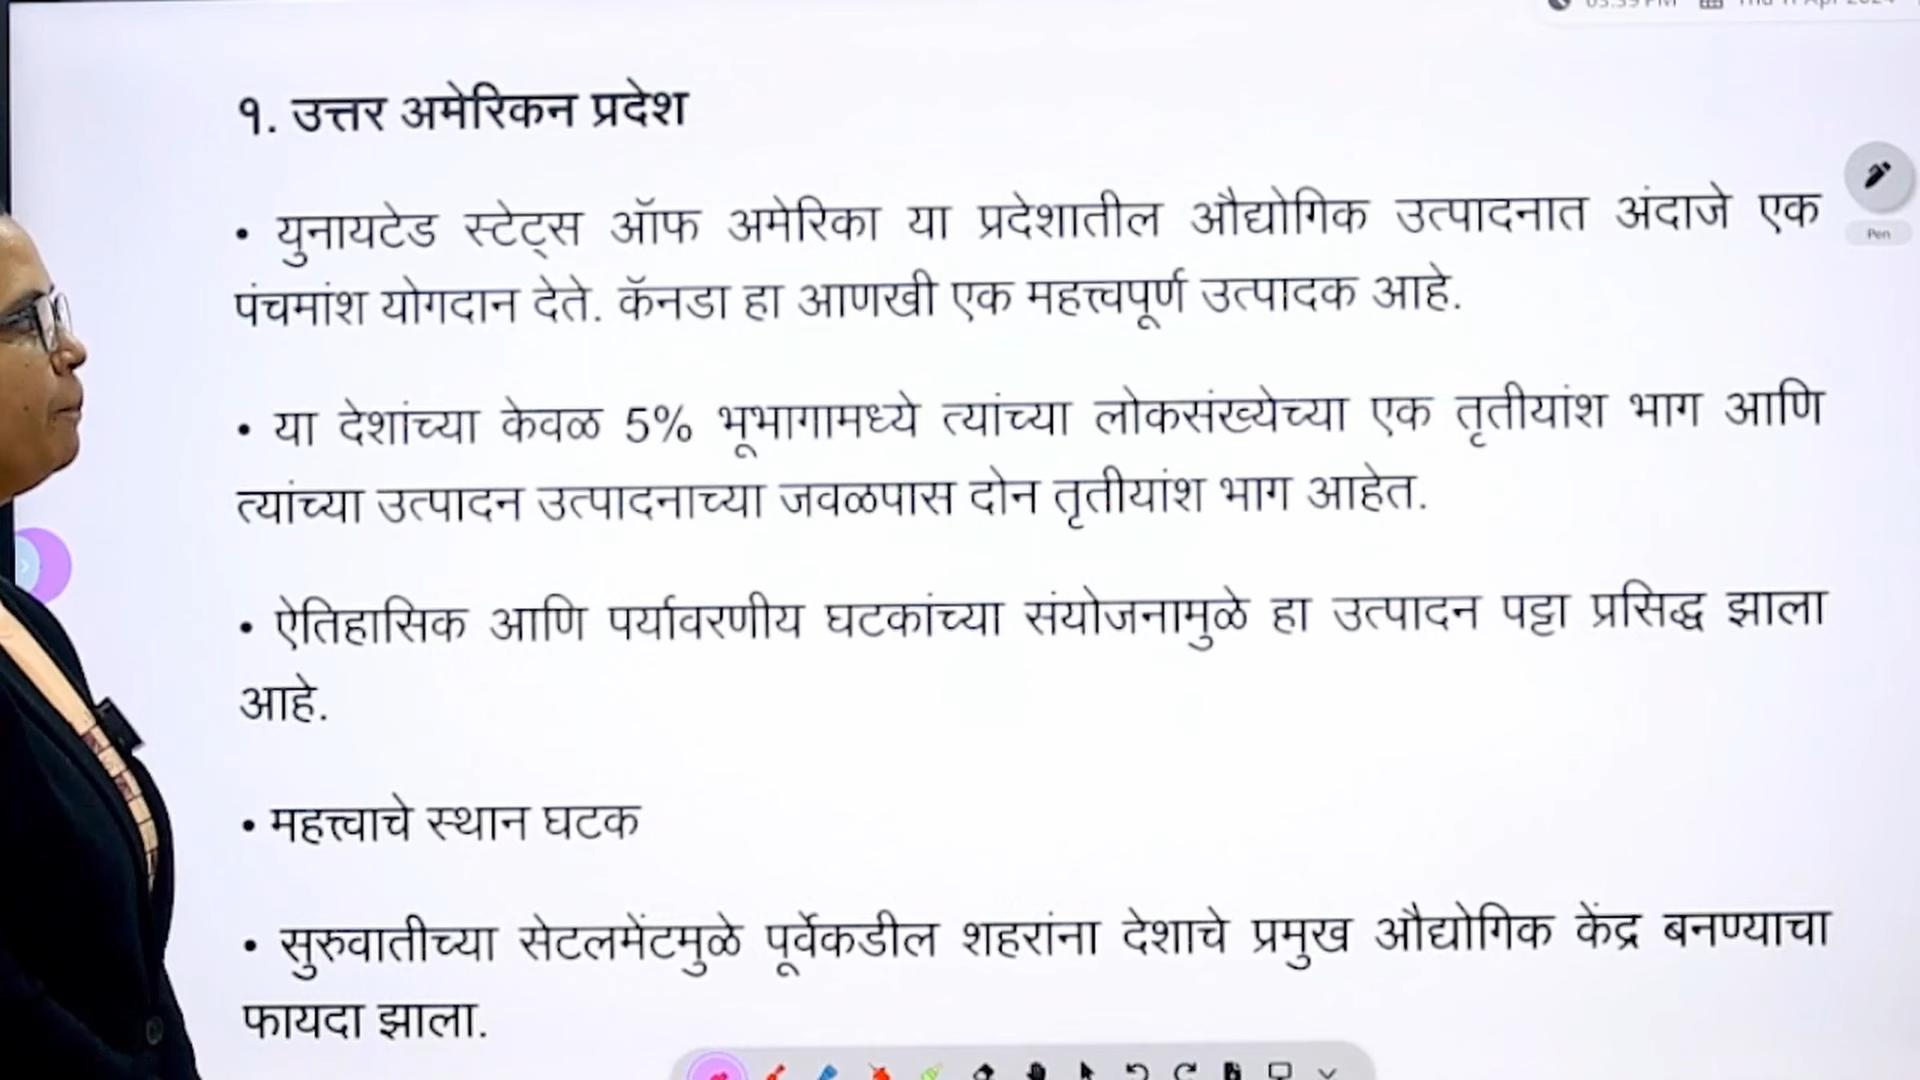 १. उत्तर अमेरिकन प्रदेश
• युनायटेड स्टेट्स ऑफ अमेरिका या प्रदेशातील औद्योगिक उत्पादनात अंदाजे एक
पंचमांश योगदान देते. कॅनडा हा आणखी एक महत्त्वपूर्ण उत्पादक आहे.
Pen
• या देशांच्या केवळ 5% भूभागामध्ये त्यांच्या लोकसंख्येच्या एक तृतीयांश भाग आणि
त्यांच्या उत्पादन उत्पादनाच्या जवळपास दोन तृतीयांश भाग आहेत.
• ऐतिहासिक आणि पर्यावरणीय घटकांच्या संयोजनामुळे हा उत्पादन पट्टा प्रसिद्ध झाला
आहे.
• महत्त्वाचे स्थान घटक
• सुरुवातीच्या सेटलमेंटमुळे पूर्वेकडील शहरांना देशाचे प्रमुख औद्योगिक केंद्र बनण्याचा
फायदा झाला.